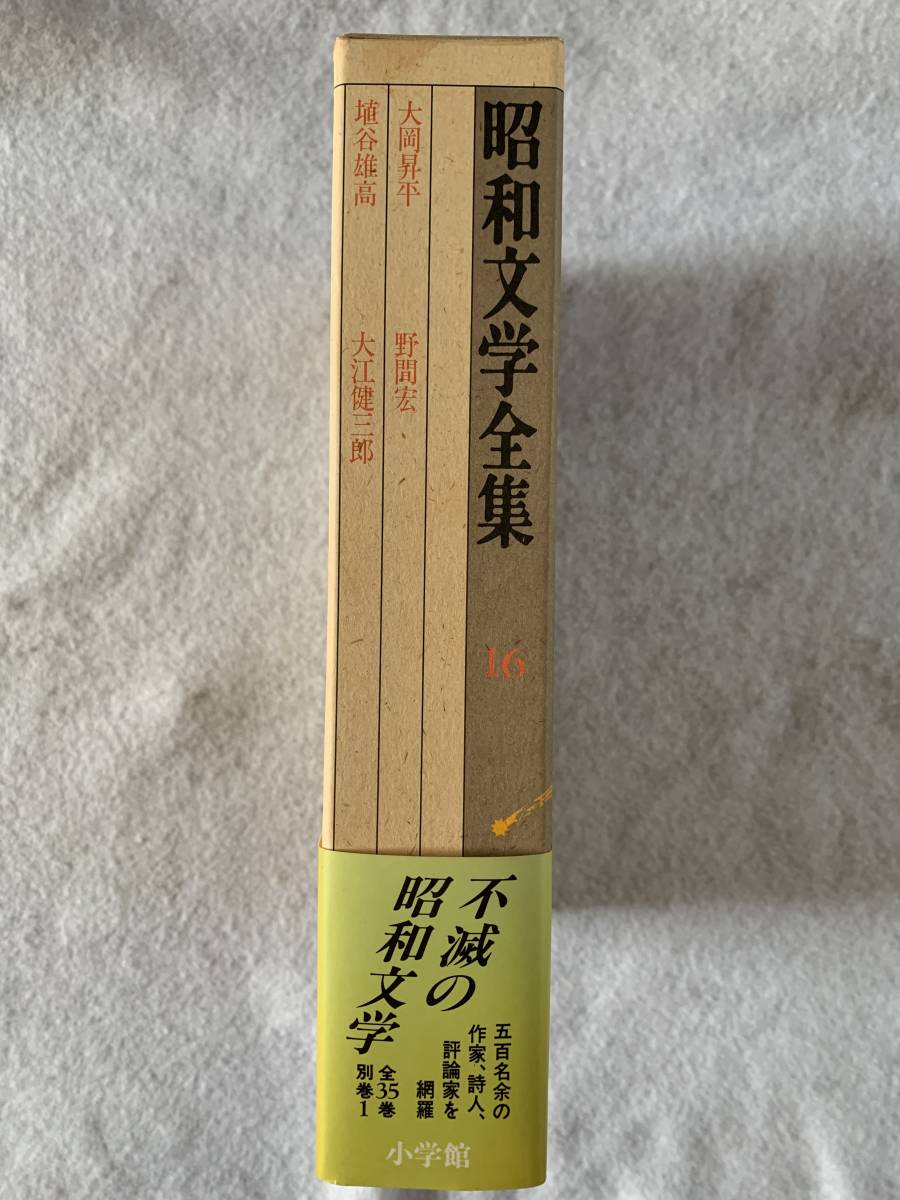 昭和文学全集
16
大岡昇平
野間宏
埴谷雄高
大江健三郎
不滅の
昭和文学
五百名余の
作家、詩人、
評論家を
網羅
全35巻
別巻1
小学館